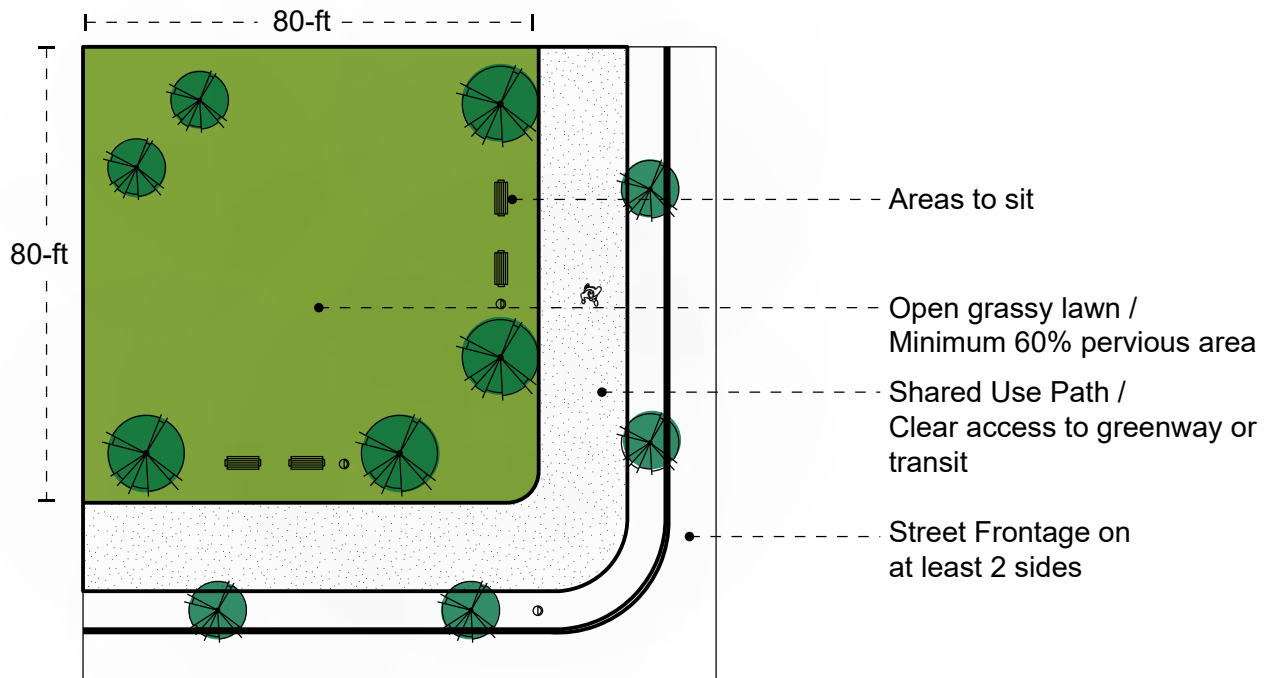 80-ft
80-ft
Areas to sit
Open grassy lawn /
Minimum 60% pervious area
Shared Use Path /
Clear access to greenway or
transit
Street Frontage on
at least 2 sides